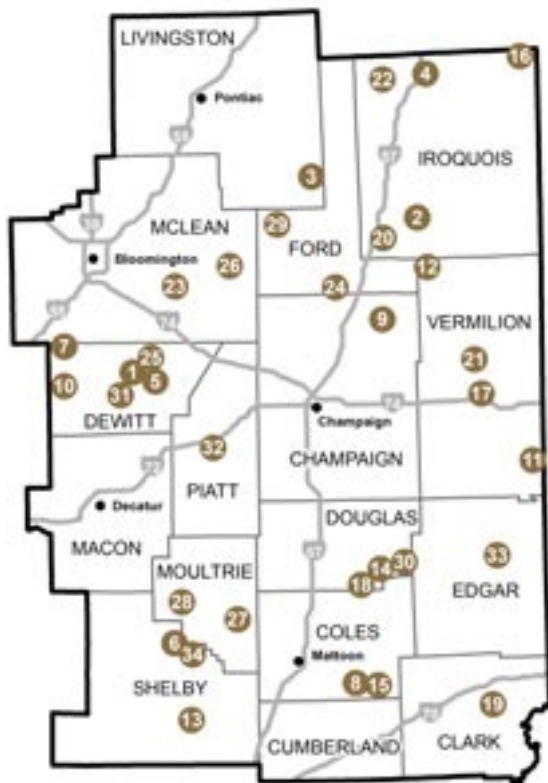 LIVINGSTON
16
22
4
Pontiac
IROQUOIS
3
2
29
MCLEAN
20
FORD
Bloomington
26
12
23
24
9
VERMILION
7
25
21
1
5
10
31
17
DEWITT
Champaign
32
CHAMPAIGN
11
PIATT
Decatur
DOUGLAS
MACON
30
33
14
MOULTRIE
18
EDGAR
28
27
COLES
6
34
Mattoon
SHELBY
8
15
19
13
CUMBERLAND
CLARK